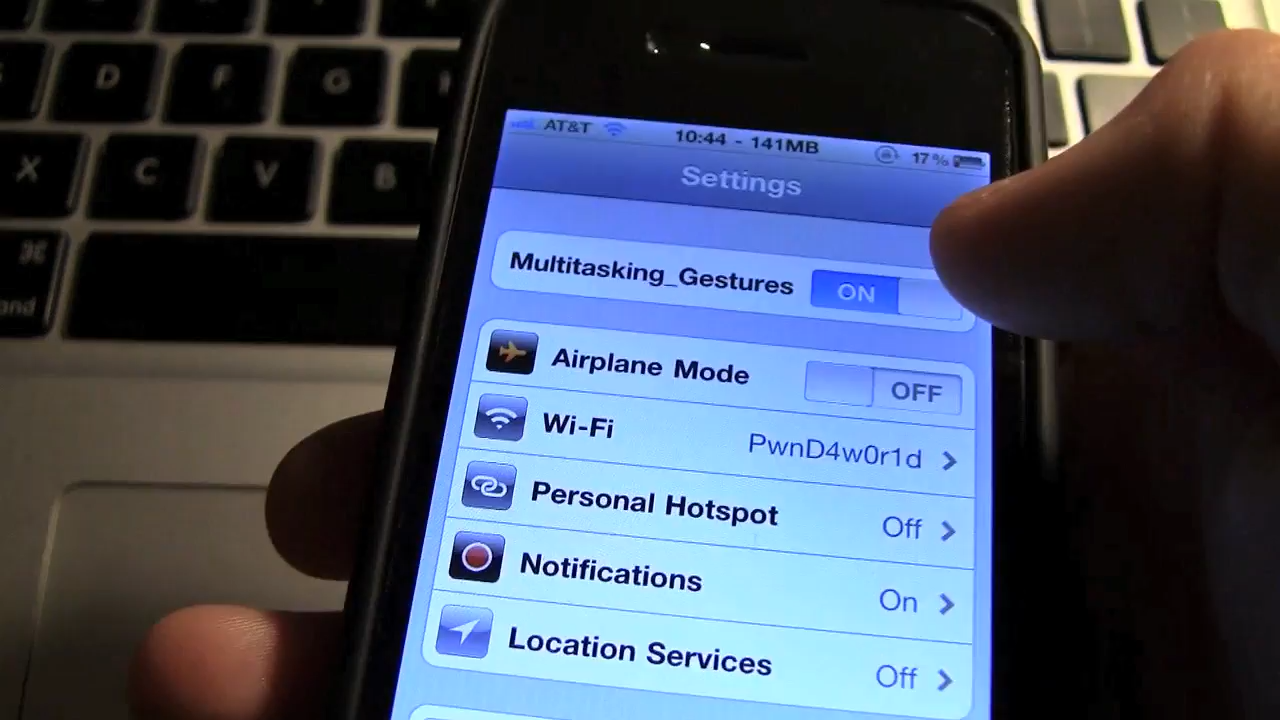 D F G
X C V B
⌘
and
AT&T 10:44 - 141MB 17%
Settings
Multitasking_Gestures ON
Airplane Mode OFF
Wi-Fi PwnD4w0r1d
Personal Hotspot Off
Notifications On
Location Services Off